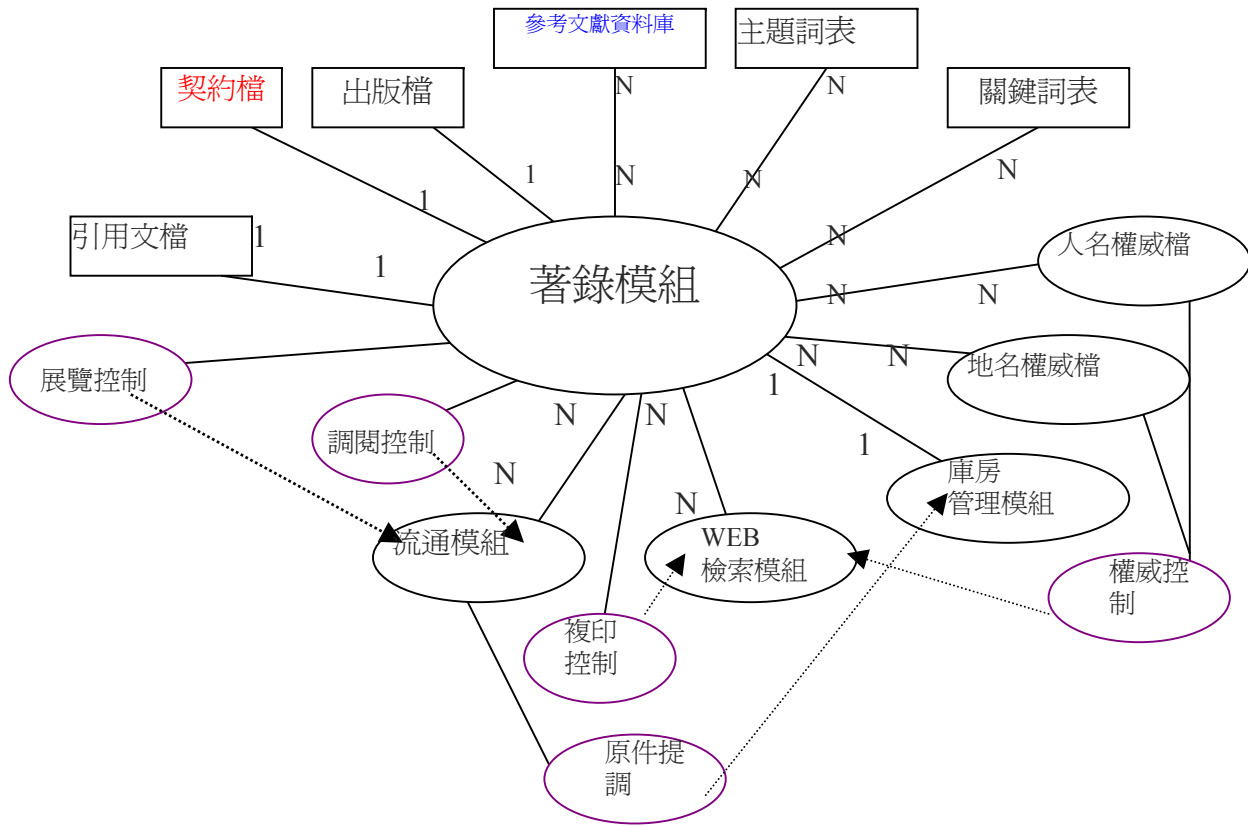 參考文獻資料庫
主題詞表
契約檔
出版檔
關鍵詞表
N
N
1
1
N
N
N
N
引用文檔
1
1
N
人名權威檔
著錄模組
N
N
展覽控制
N
N
地名權威檔
1
調閱控制
N
N
1
N
N
庫房
管理模組
流通模組
WEB
檢索模組
權威控
制
複印
控制
原件提
調